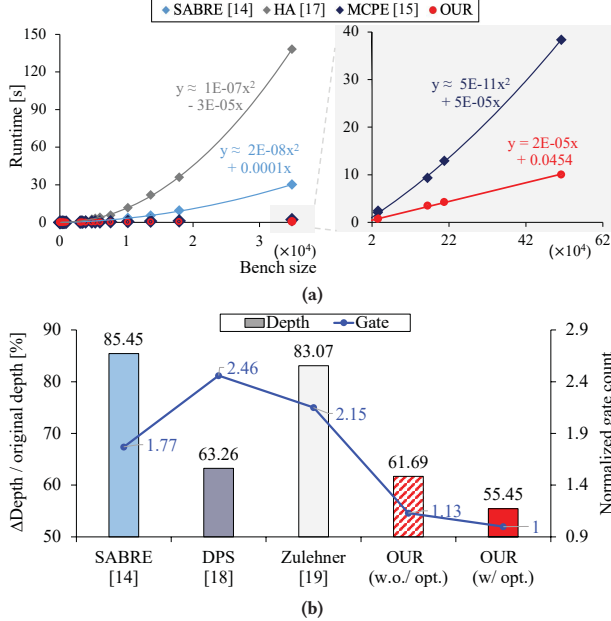 SABRE [14] HA [17] MCPE [15] OUR
Runtime [s]
150
120
90
60
30
0
y ≈ 1E-07x²
- 3E-05x
y ≈ 2E-08x²
+ 0.0001x
0 1 2 3 (×10⁴)
Bench size
40
30
20
10
0
y ≈ 5E-11x²
+ 5E-05x
y = 2E-05x
+ 0.0454
2 22 42 62
(×10⁴)
(a)
Depth Gate
ΔDepth / original depth [%]
90
80
70
60
50
85.45
63.26
83.07
61.69
55.45
1.77
2.46
2.15
1.13
1
2.9
2.4
1.9
1.4
0.9
Normalized gate count
SABRE
[14]
DPS
[18]
Zulehner
[19]
OUR
(w.o./ opt.)
OUR
(w/ opt.)
(b)